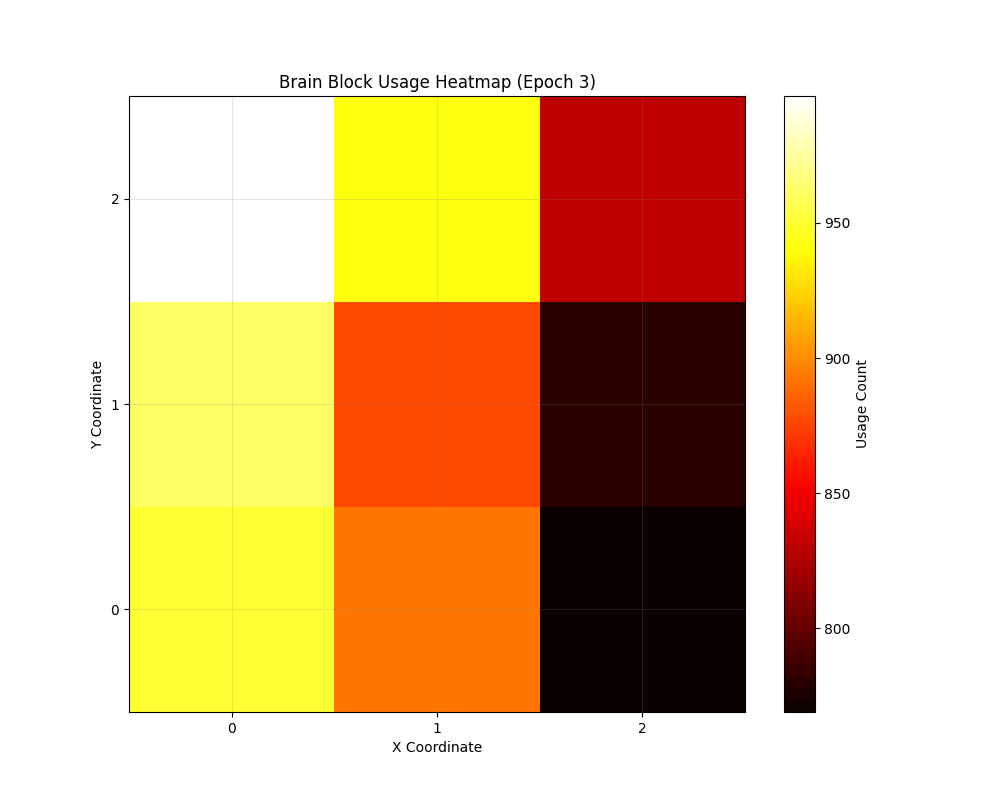 Brain Block Usage Heatmap (Epoch 3)
2
1
0
Y Coordinate
0 1 2
X Coordinate
950
900
850
800
Usage Count